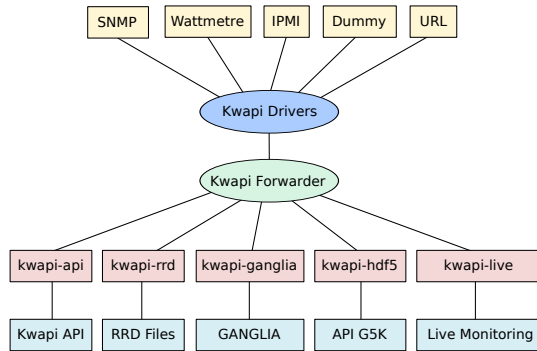 SNMP
Wattmetre
IPMI
Dummy
URL
Kwapi Drivers
Kwapi Forwarder
kwapi-api
kwapi-rrd
kwapi-ganglia
kwapi-hdf5
kwapi-live
Kwapi API
RRD Files
GANGLIA
API G5K
Live Monitoring